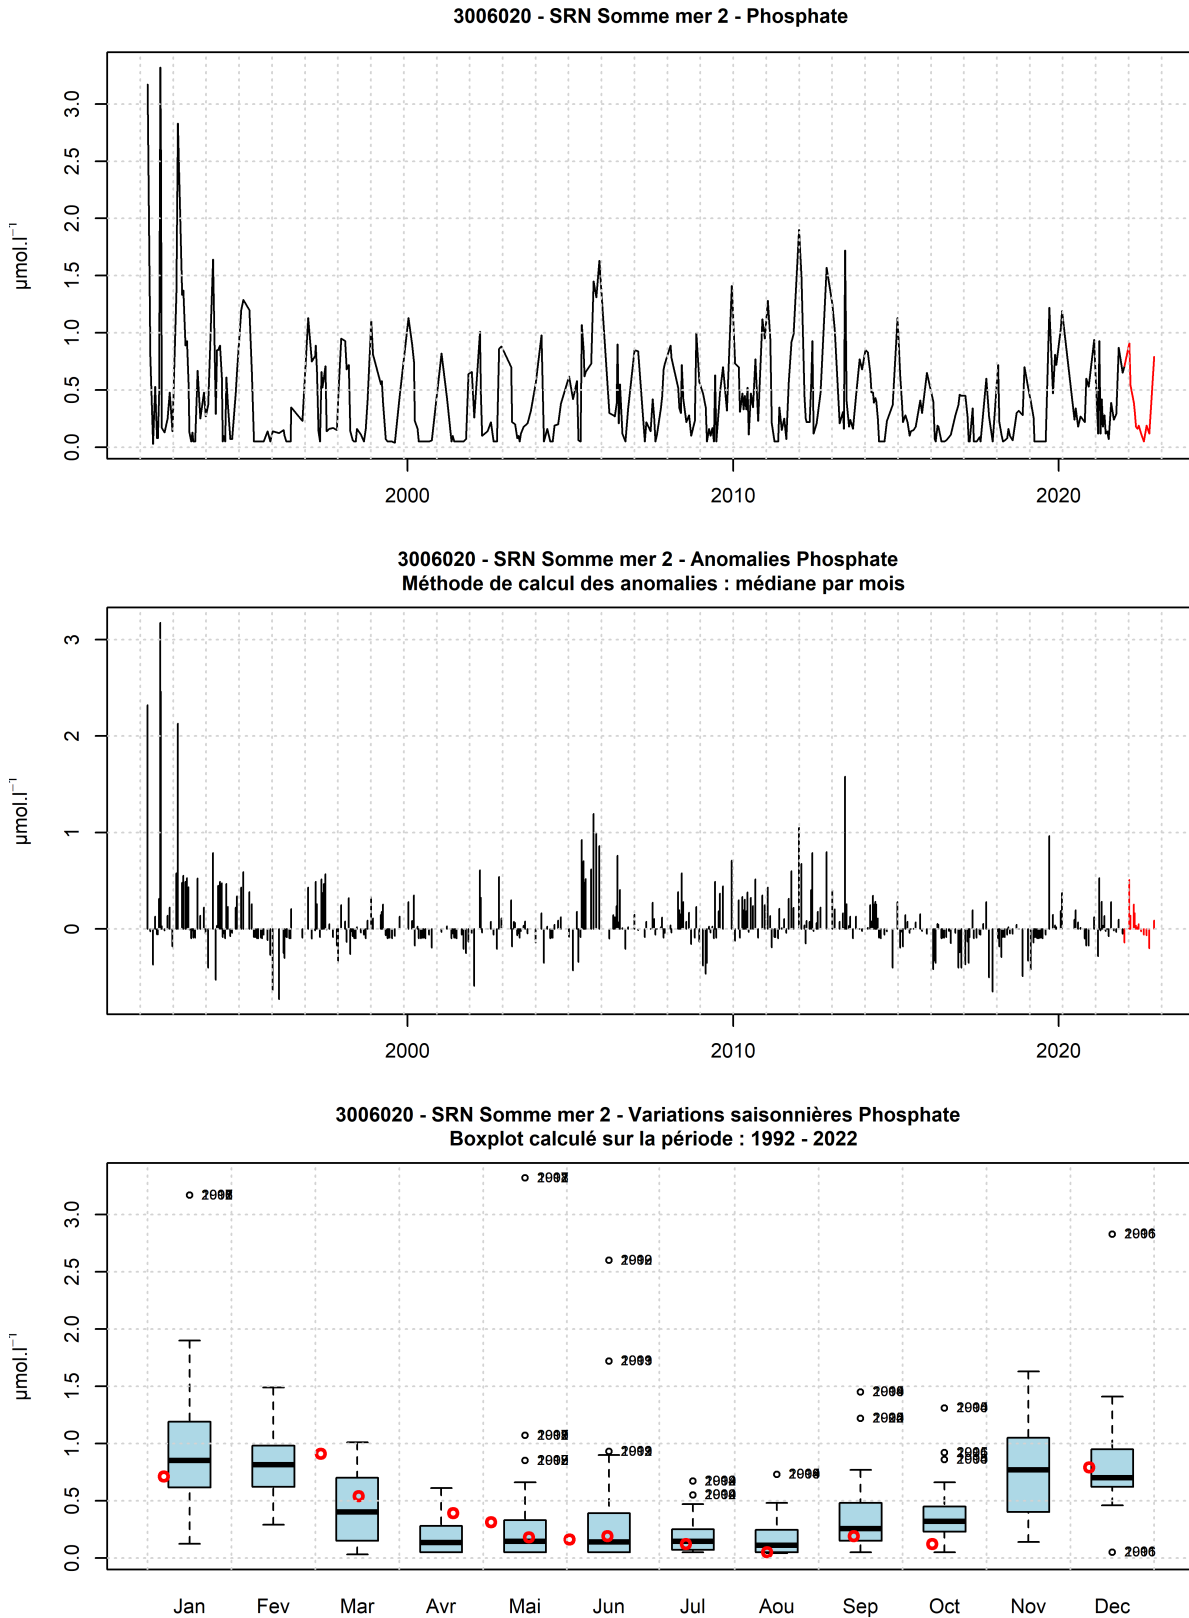 3006020 - SRN Somme mer 2 - Phosphate
µmol.l⁻¹
3.0
2.5
2.0
1.5
1.0
0.5
0.0
2000 2010 2020
3006020 - SRN Somme mer 2 - Anomalies Phosphate
Méthode de calcul des anomalies : médiane par mois
µmol.l⁻¹
3
2
1
0
2000 2010 2020
3006020 - SRN Somme mer 2 - Variations saisonnières Phosphate
Boxplot calculé sur la période : 1992 - 2022
µmol.l⁻¹
3.0
2.5
2.0
1.5
1.0
0.5
0.0
Jan Fev Mar Avr Mai Jun Jul Aou Sep Oct Nov Dec